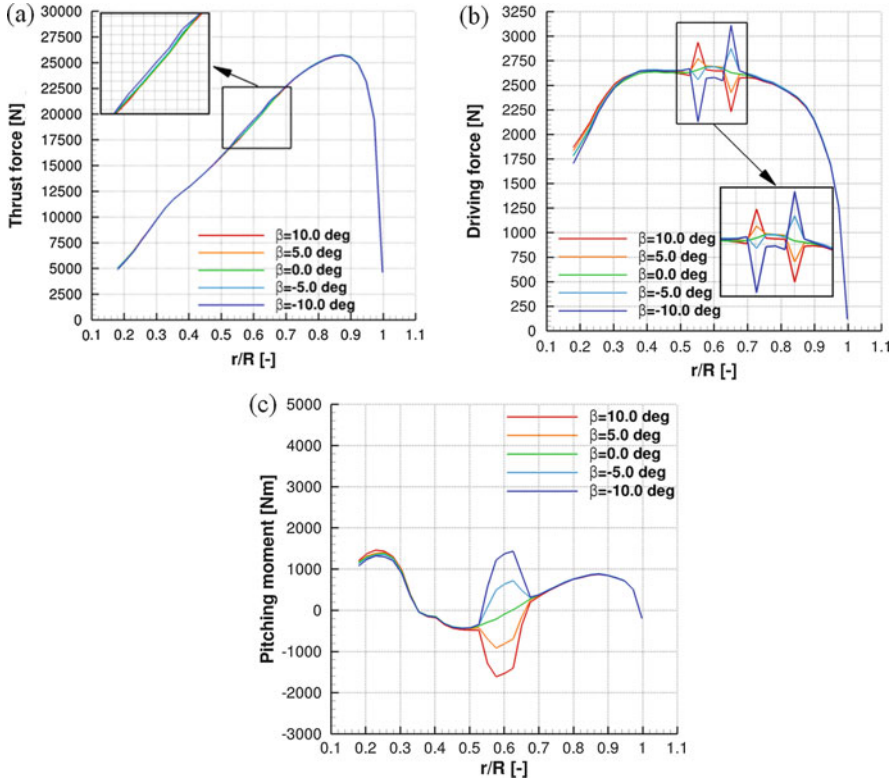 (a)
Thrust force [N]
30000
27500
25000
22500
20000
17500
15000
12500
10000
7500
5000
2500
0
β=10.0 deg
β=5.0 deg
β=0.0 deg
β=-5.0 deg
β=-10.0 deg
0.1 0.2 0.3 0.4 0.5 0.6 0.7 0.8 0.9 1 1.1
r/R [-]
(b)
Driving force [N]
3250
3000
2750
2500
2250
2000
1750
1500
1250
1000
750
500
250
0
β=10.0 deg
β=5.0 deg
β=0.0 deg
β=-5.0 deg
β=-10.0 deg
0.1 0.2 0.3 0.4 0.5 0.6 0.7 0.8 0.9 1 1.1
r/R [-]
(c)
Pitching moment [Nm]
5000
4000
3000
2000
1000
0
-1000
-2000
-3000
β=10.0 deg
β=5.0 deg
β=0.0 deg
β=-5.0 deg
β=-10.0 deg
0.1 0.2 0.3 0.4 0.5 0.6 0.7 0.8 0.9 1 1.1
r/R [-]